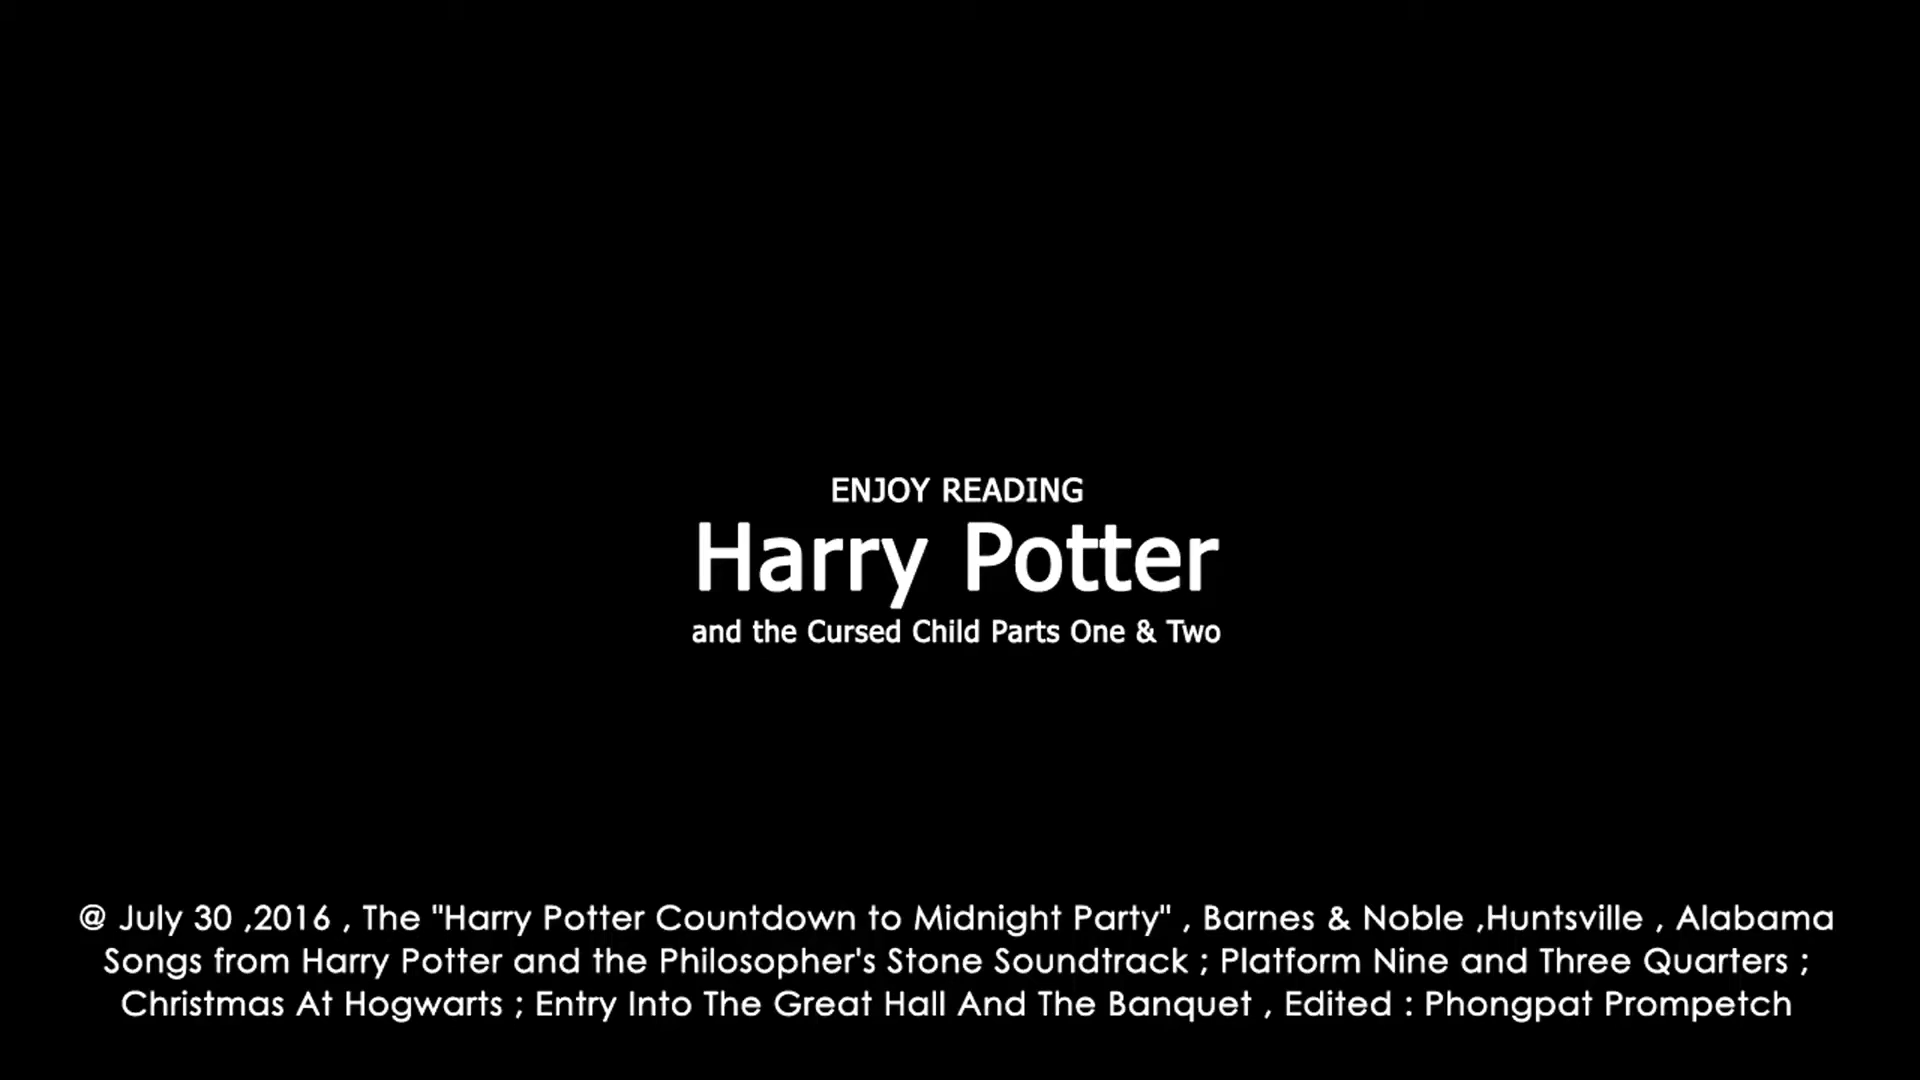 ENJOY READING
Harry Potter
and the Cursed Child Parts One & Two
@ July 30 ,2016 , The "Harry Potter Countdown to Midnight Party" , Barnes & Noble ,Huntsville , Alabama
Songs from Harry Potter and the Philosopher's Stone Soundtrack ; Platform Nine and Three Quarters ;
Christmas At Hogwarts ; Entry Into The Great Hall And The Banquet , Edited : Phongpat Prompetch